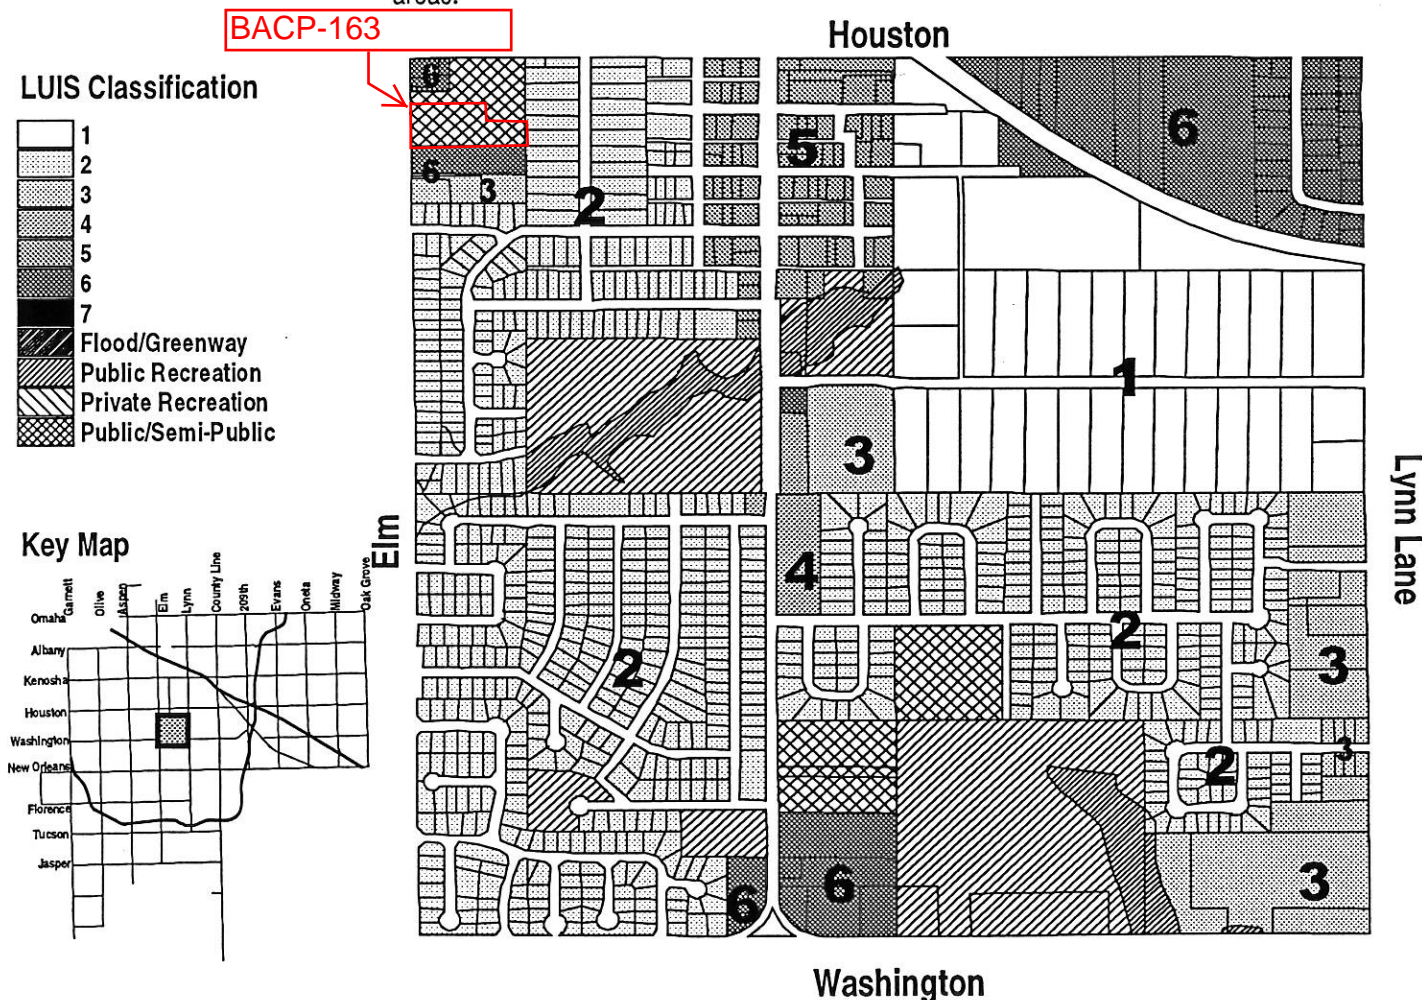 areas.
BACP-163
Houston
LUIS Classification
1
2
3
4
5
6
7
Flood/Greenway
Public Recreation
Private Recreation
Public/Semi-Public
6
6
3
2
5
6
1
3
4
2
2
2
3
3
3
6
6
Elm
Lynn Lane
Washington
Key Map
Garnett
Olive
Aspen
Elm
Lynn
County Line
209th
Evans
Oneta
Midway
Oak Grove
Omaha
Albany
Kenosha
Houston
Washington
New Orleans
Florence
Tucson
Jasper